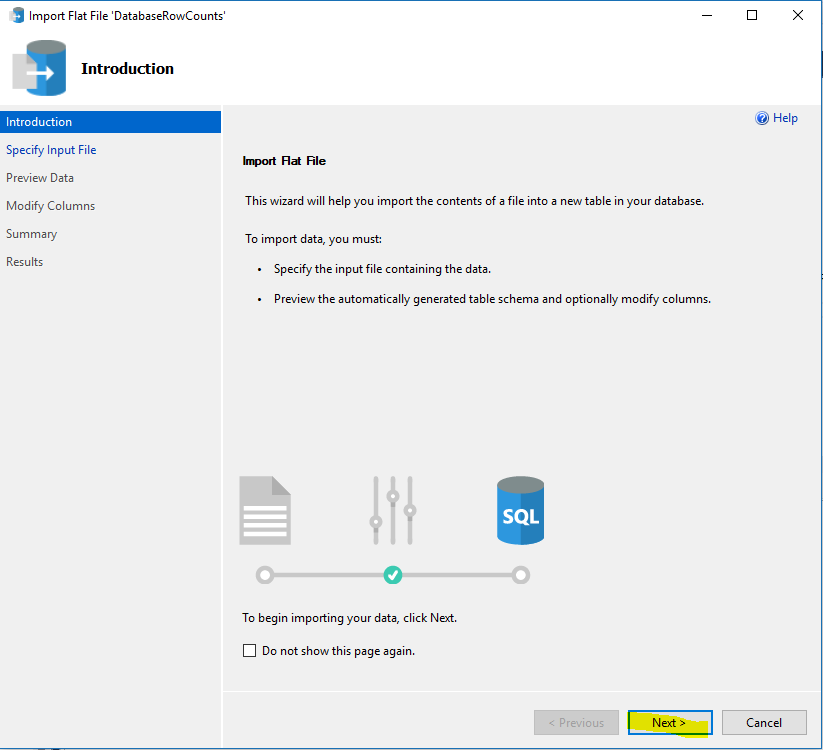 Import Flat File 'DatabaseRowCounts'
Introduction
Introduction
Specify Input File
Preview Data
Modify Columns
Summary
Results
Help
Import Flat File
This wizard will help you import the contents of a file into a new table in your database.
To import data, you must:
• Specify the input file containing the data.
• Preview the automatically generated table schema and optionally modify columns.
SQL
To begin importing your data, click Next.
Do not show this page again.
< Previous
Next >
Cancel